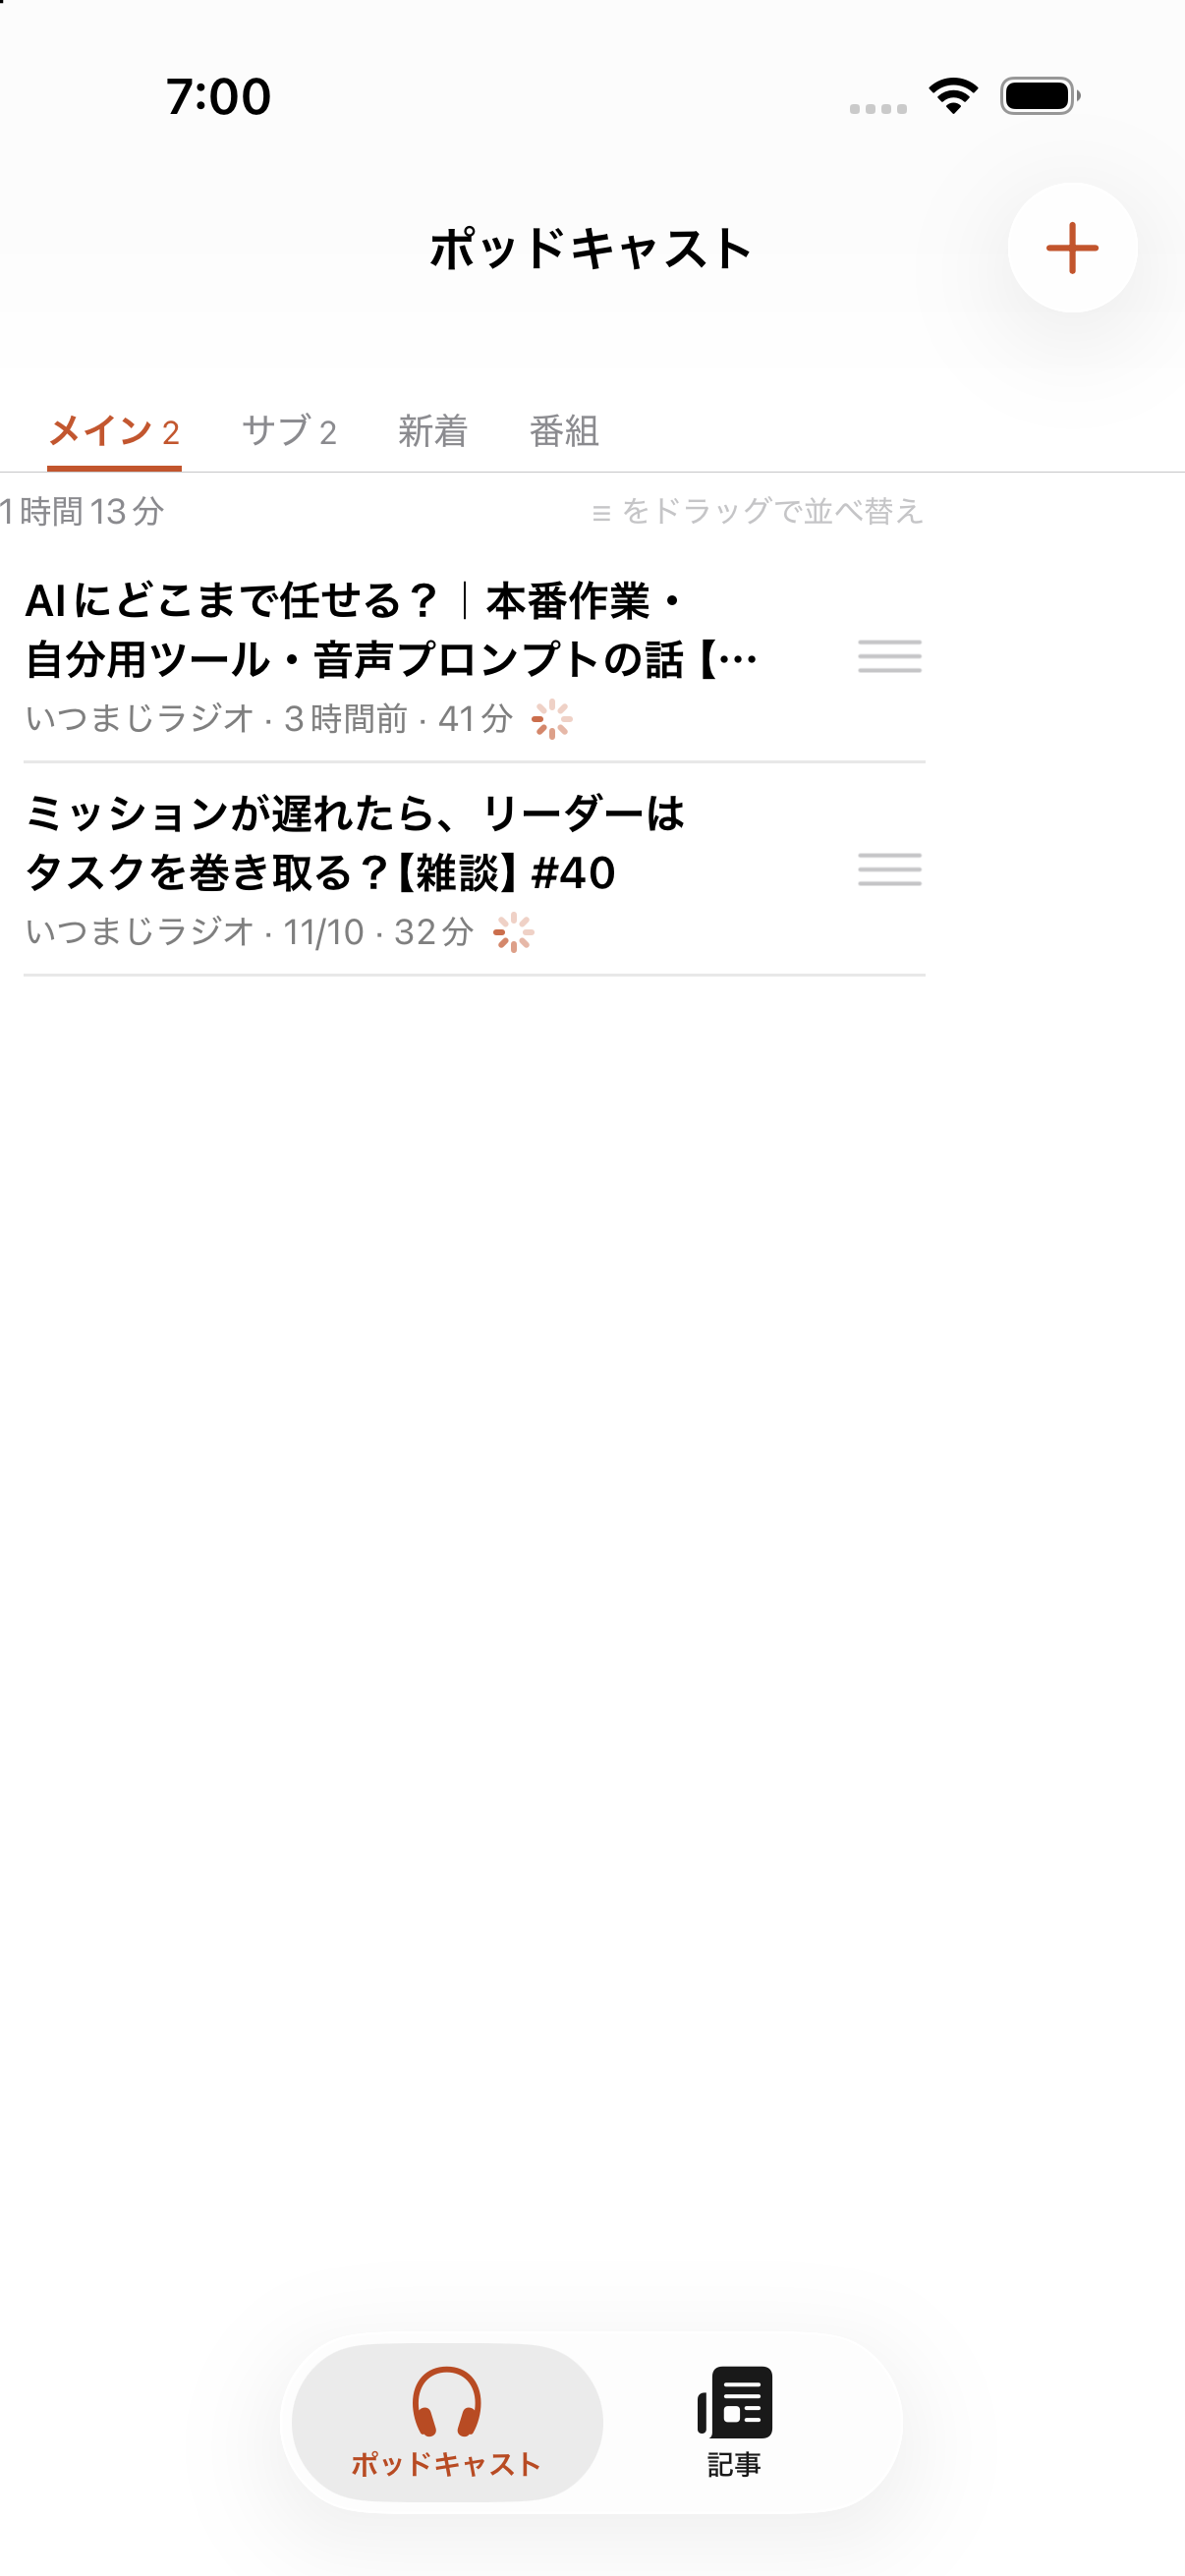 7:00
ポッドキャスト
メイン 2 サブ 2 新着 番組
1時間13分 ≡ をドラッグで並べ替え
AIにどこまで任せる？｜本番作業・
自分用ツール・音声プロンプトの話【…
いつまじラジオ · 3時間前 · 41分
ミッションが遅れたら、リーダーは
タスクを巻き取る？【雑談】#40
いつまじラジオ · 11/10 · 32分
ポッドキャスト 記事